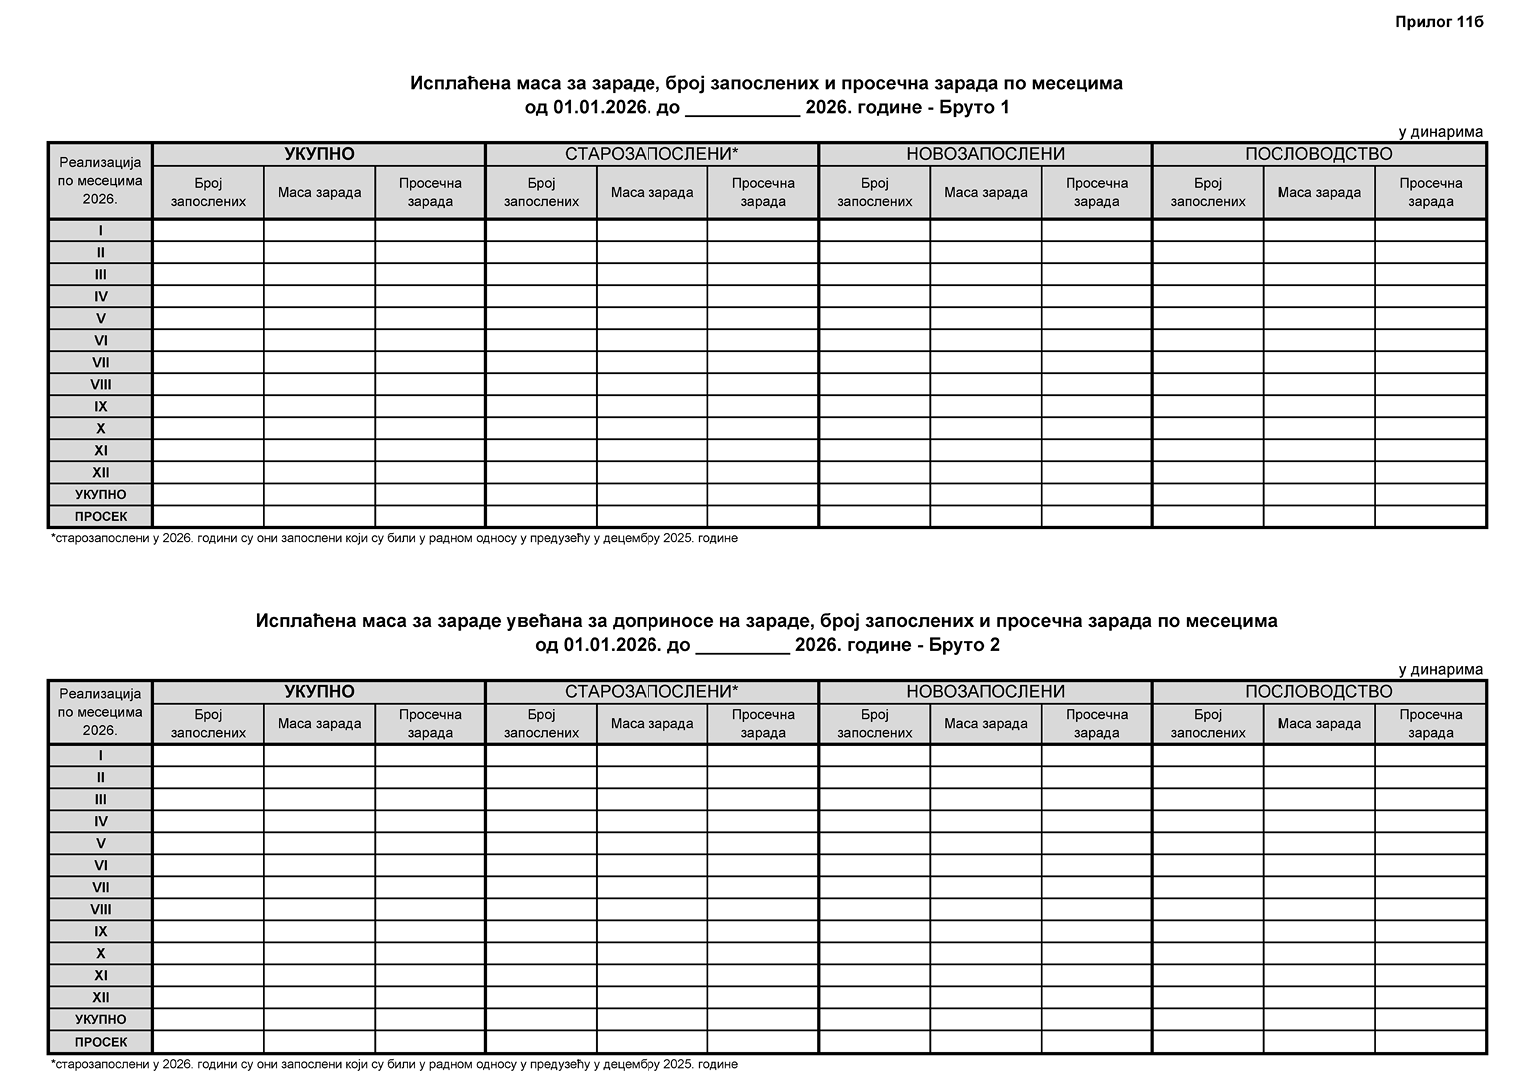 Прилог 11б
Исплаћена маса за зараде, број запослених и просечна зарада по месецима
од 01.01.2026. до ___________ 2026. године - Бруто 1
у динарима
Реализација по месецима 2026. УКУПНО СТАРОЗАПОСЛЕНИ* НОВОЗАПОСЛЕНИ ПОСЛОВОДСТВО
Број запослених Маса зарада Просечна зарада Број запослених Маса зарада Просечна зарада Број запослених Маса зарада Просечна зарада Број запослених Маса зарада Просечна зарада
I
II
III
IV
V
VI
VII
VIII
IX
X
XI
XII
УКУПНО
ПРОСЕК
*старозапослени у 2026. години су они запослени који су били у радном односу у предузећу у децембру 2025. године
Исплаћена маса за зараде увећана за доприносе на зараде, број запослених и просечна зарада по месецима
од 01.01.2026. до _________ 2026. године - Бруто 2
у динарима
Реализација по месецима 2026. УКУПНО СТАРОЗАПОСЛЕНИ* НОВОЗАПОСЛЕНИ ПОСЛОВОДСТВО
Број запослених Маса зарада Просечна зарада Број запослених Маса зарада Просечна зарада Број запослених Маса зарада Просечна зарада Број запослених Маса зарада Просечна зарада
I
II
III
IV
V
VI
VII
VIII
IX
X
XI
XII
УКУПНО
ПРОСЕК
*старозапослени у 2026. години су они запослени који су били у радном односу у предузећу у децембру 2025. године